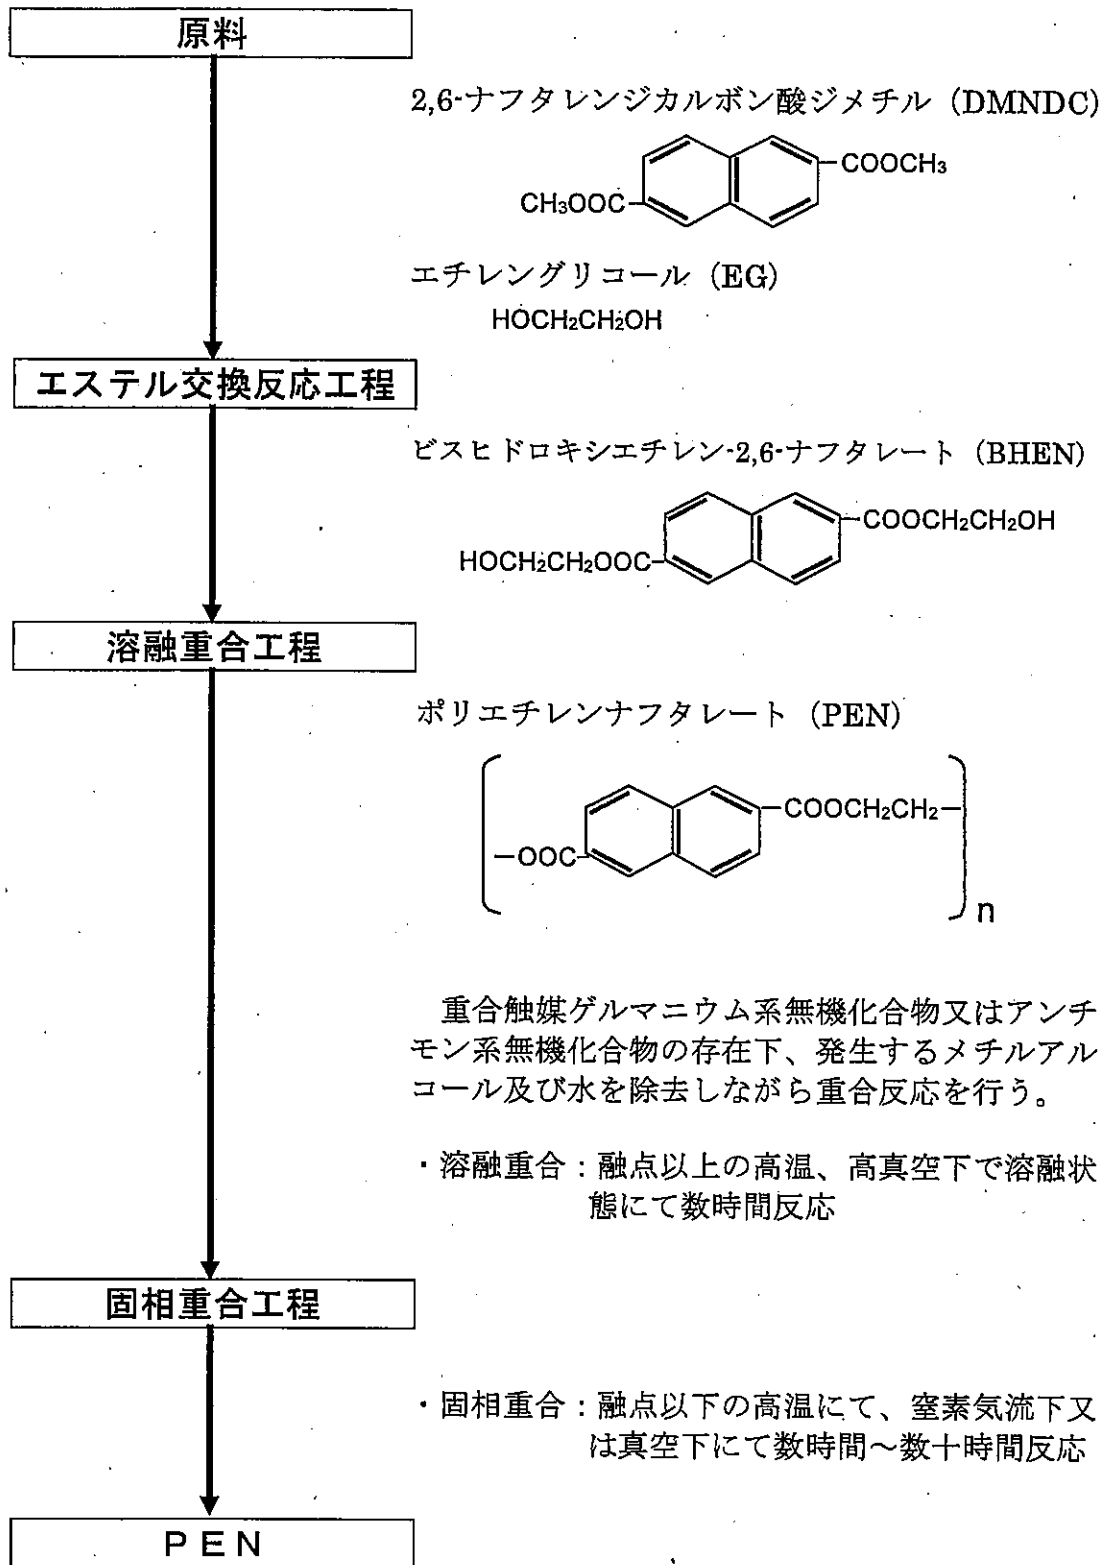 原料
2,6-ナフタレンジカルボン酸ジメチル (DMNDC)
COOCH₃
CH₃OOC
エチレングリコール (EG)
HOCH₂CH₂OH
エステル交換反応工程
ビスヒドロキシエチレン-2,6-ナフタレート (BHEN)
COOCH₂CH₂OH
HOCH₂CH₂OOC
溶融重合工程
ポリエチレンナフタレート (PEN)
COOCH₂CH₂
OOC
n
重合触媒ゲルマニウム系無機化合物又はアンチ
モン系無機化合物の存在下、発生するメチルアル
コール及び水を除去しながら重合反応を行う。
・溶融重合：融点以上の高温、高真空下で溶融状
態にて数時間反応
固相重合工程
・固相重合：融点以下の高温にて、窒素気流下又
は真空下にて数時間～数十時間反応
ＰＥＮ